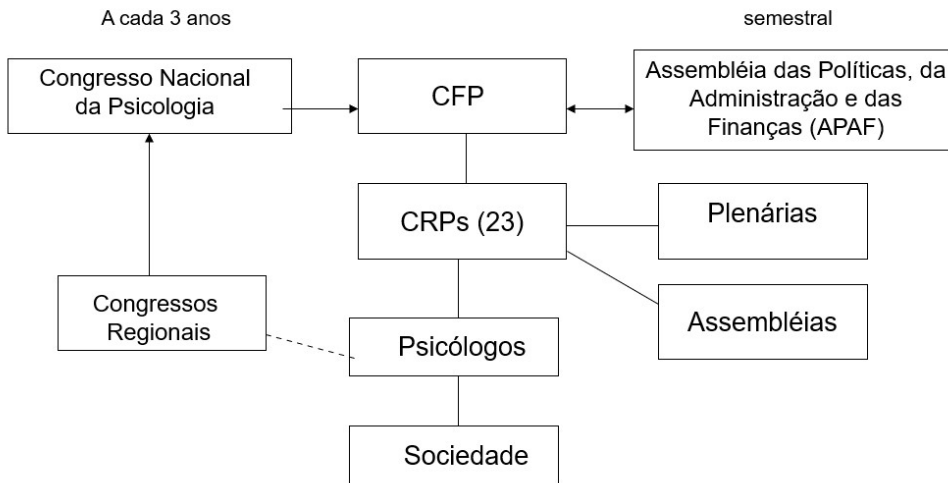 A cada 3 anos
semestral
Congresso Nacional
da Psicologia
CFP
Assembléia das Políticas, da
Administração e das
Finanças (APAF)
CRPs (23)
Plenárias
Congressos
Regionais
Assembléias
Psicólogos
Sociedade